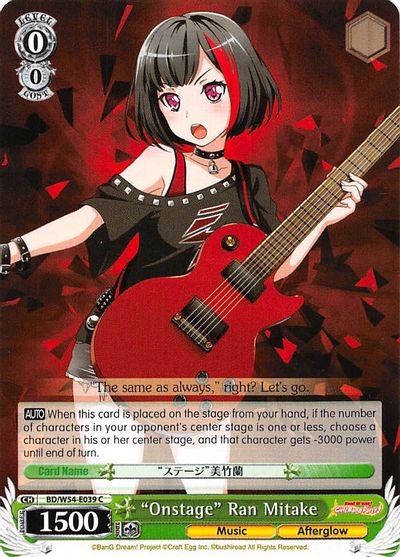 LEVEL
0
0
COST
"The same as always," right? Let's go.
AUTO When this card is placed on the stage from your hand, if the number
of characters in your opponent's center stage is one or less, choose a
character in his or her center stage, and that character gets -3000 power
until end of turn.
Card Name
“ステージ”美竹蘭
CH BD/W54-E039 C
POWER 1500
"Onstage" Ran Mitake
Music Afterglow
©BanG Dream! Project ©Craft Egg Inc. ©bushiroad All Rights Reserved.